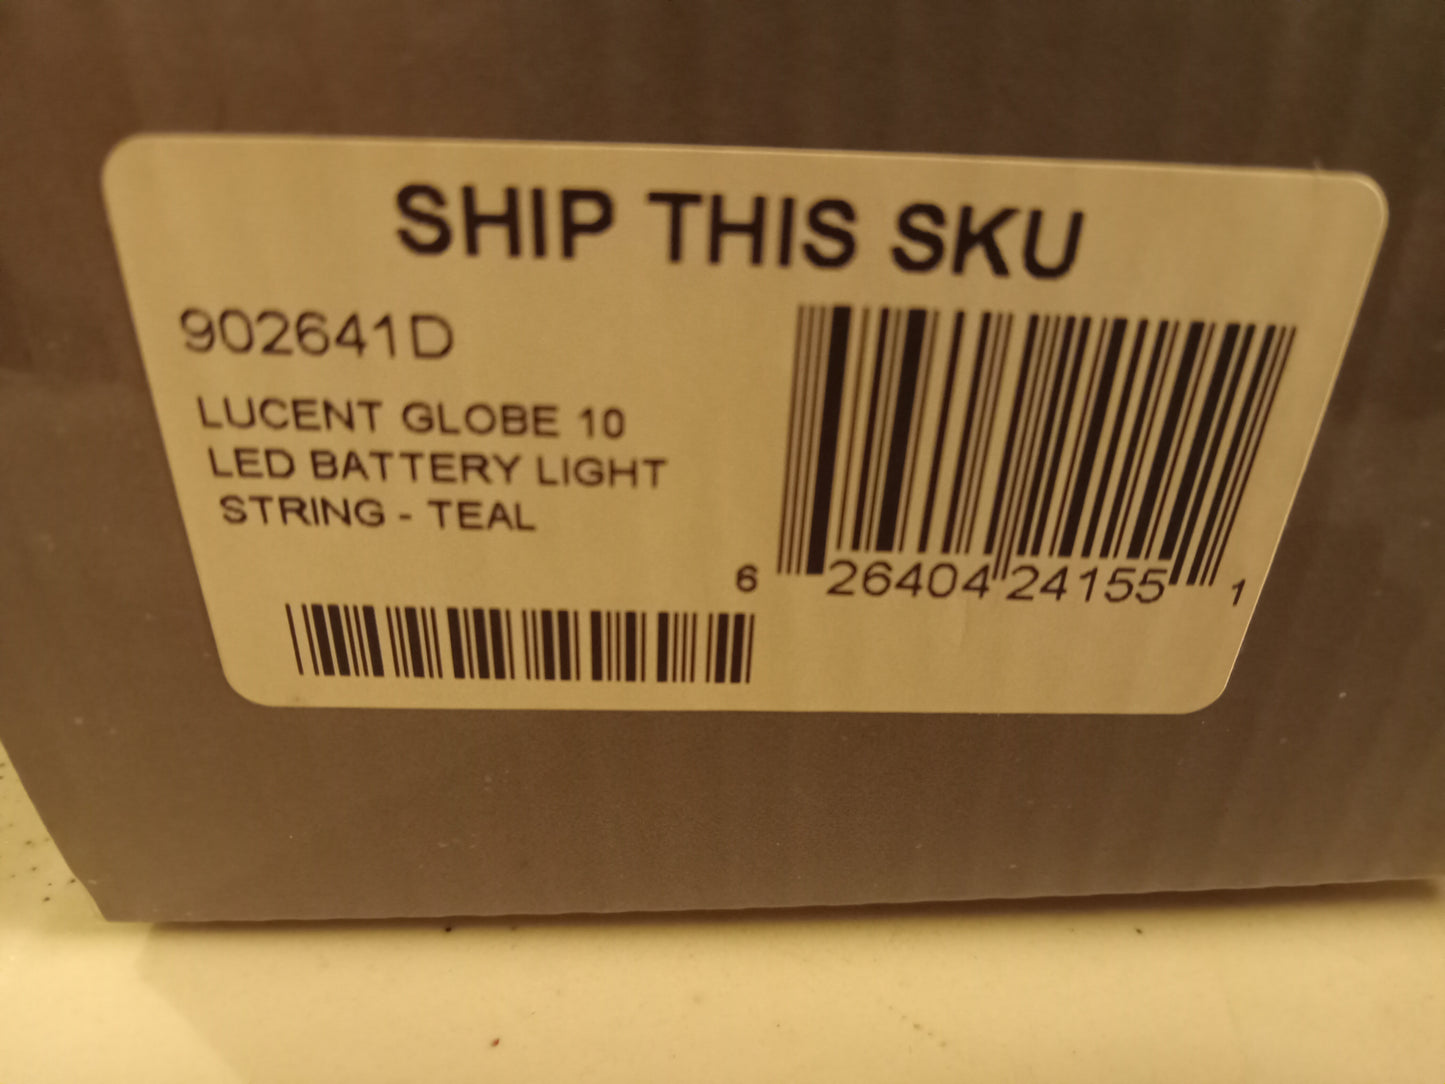 SHIP THIS SKU
902641D
LUCENT GLOBE 10
LED BATTERY LIGHT
STRING - TEAL
6 26404 24155 1